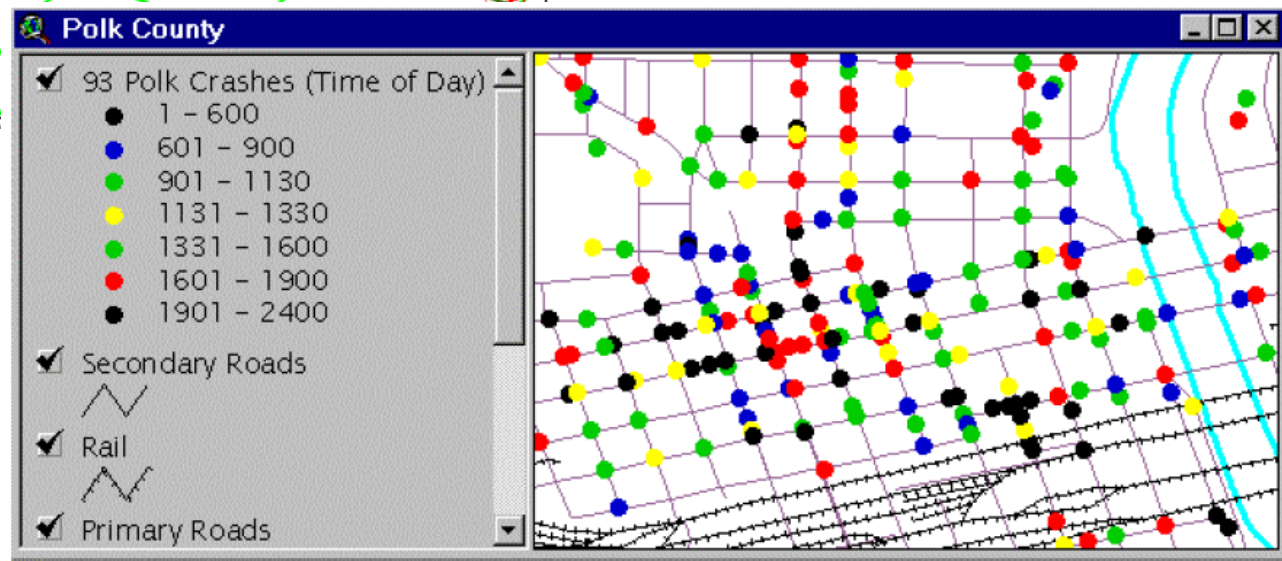 Polk County
93 Polk Crashes (Time of Day)
1 - 600
601 - 900
901 - 1130
1131 - 1330
1331 - 1600
1601 - 1900
1901 - 2400
Secondary Roads
Rail
Primary Roads